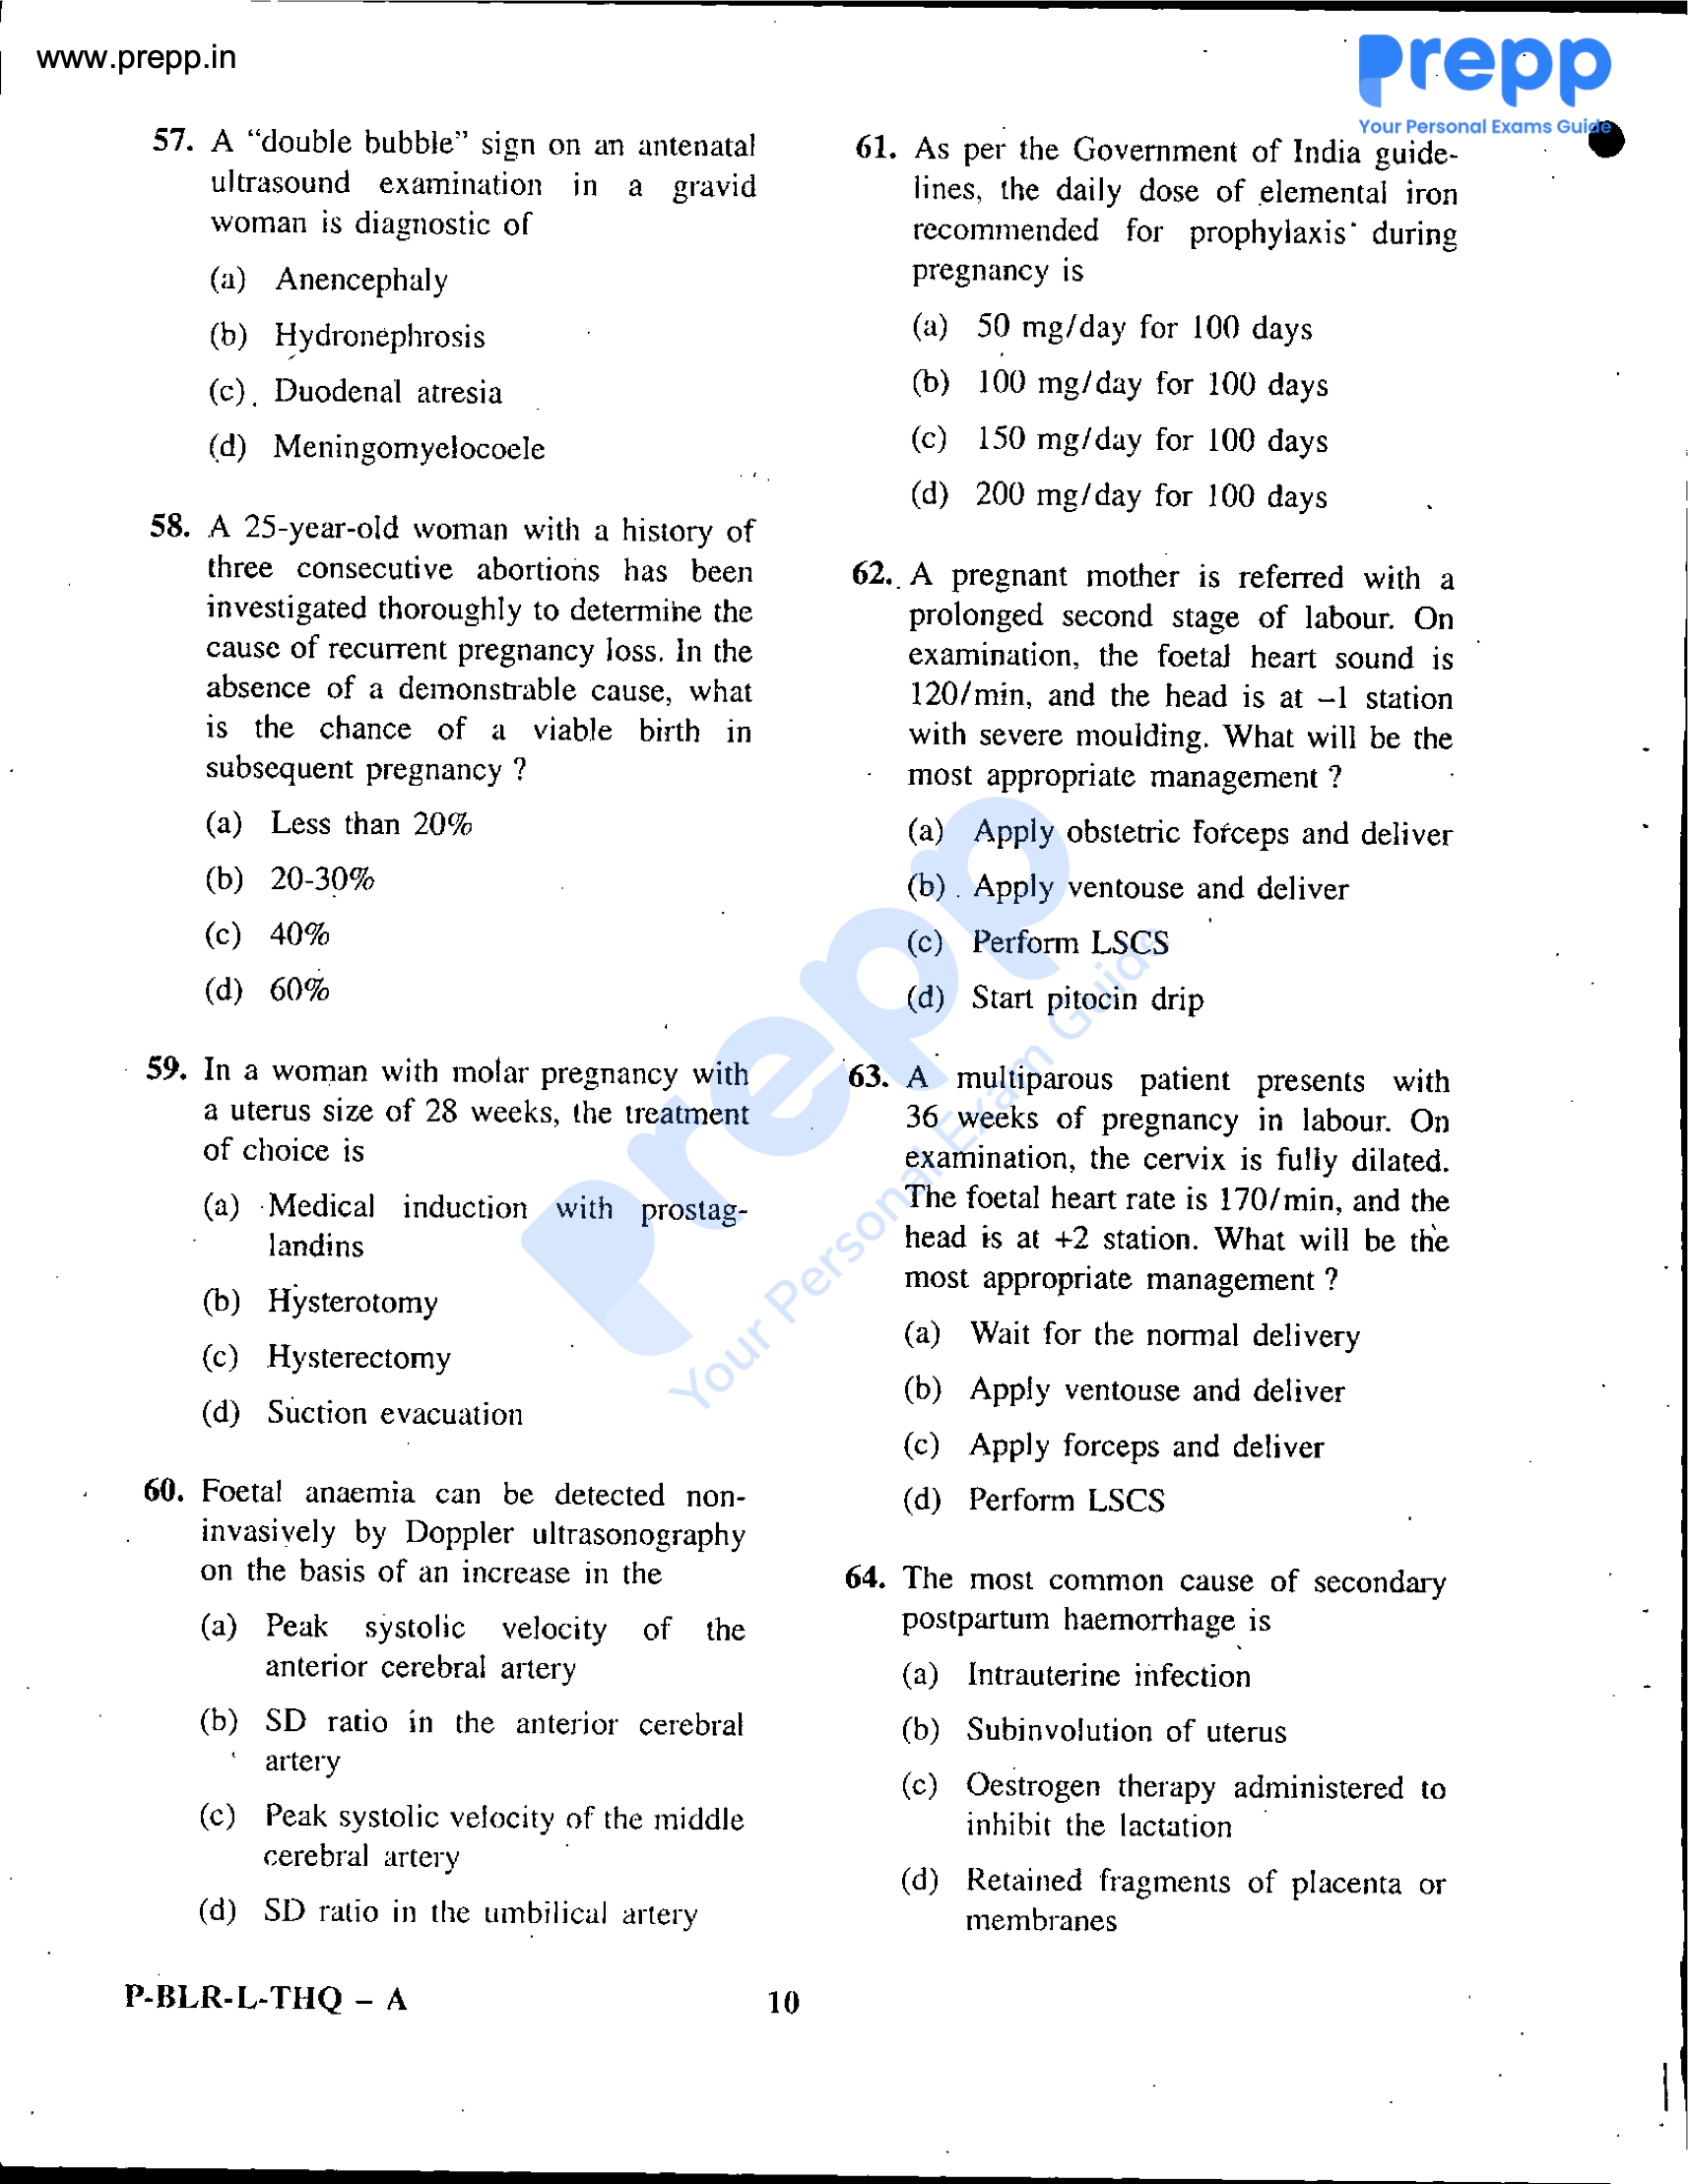 www.prepp.in
prepp
Your Personal Exams Guide
57. A “double bubble” sign on an antenatal
ultrasound examination in a gravid
woman is diagnostic of
(a) Anencephaly
(b) Hydronephrosis
(c) Duodenal atresia
(d) Meningomyelocoele
58. A 25-year-old woman with a history of
three consecutive abortions has been
investigated thoroughly to determine the
cause of recurrent pregnancy loss. In the
absence of a demonstrable cause, what
is the chance of a viable birth in
subsequent pregnancy ?
(a) Less than 20%
(b) 20-30%
(c) 40%
(d) 60%
59. In a woman with molar pregnancy with
a uterus size of 28 weeks, the treatment
of choice is
(a) Medical induction with prostag-
landins
(b) Hysterotomy
(c) Hysterectomy
(d) Suction evacuation
60. Foetal anaemia can be detected non-
invasively by Doppler ultrasonography
on the basis of an increase in the
(a) Peak systolic velocity of the
anterior cerebral artery
(b) SD ratio in the anterior cerebral
artery
(c) Peak systolic velocity of the middle
cerebral artery
(d) SD ratio in the umbilical artery
61. As per the Government of India guide-
lines, the daily dose of elemental iron
recommended for prophylaxis during
pregnancy is
(a) 50 mg/day for 100 days
(b) 100 mg/day for 100 days
(c) 150 mg/day for 100 days
(d) 200 mg/day for 100 days
62. A pregnant mother is referred with a
prolonged second stage of labour. On
examination, the foetal heart sound is
120/min, and the head is at –1 station
with severe moulding. What will be the
most appropriate management ?
(a) Apply obstetric forceps and deliver
(b) Apply ventouse and deliver
(c) Perform LSCS
(d) Start pitocin drip
63. A multiparous patient presents with
36 weeks of pregnancy in labour. On
examination, the cervix is fully dilated.
The foetal heart rate is 170/min, and the
head is at +2 station. What will be the
most appropriate management ?
(a) Wait for the normal delivery
(b) Apply ventouse and deliver
(c) Apply forceps and deliver
(d) Perform LSCS
64. The most common cause of secondary
postpartum haemorrhage is
(a) Intrauterine infection
(b) Subinvolution of uterus
(c) Oestrogen therapy administered to
inhibit the lactation
(d) Retained fragments of placenta or
membranes
prepp
Your Personal Exam Guide
P-BLR-L-THQ – A
10